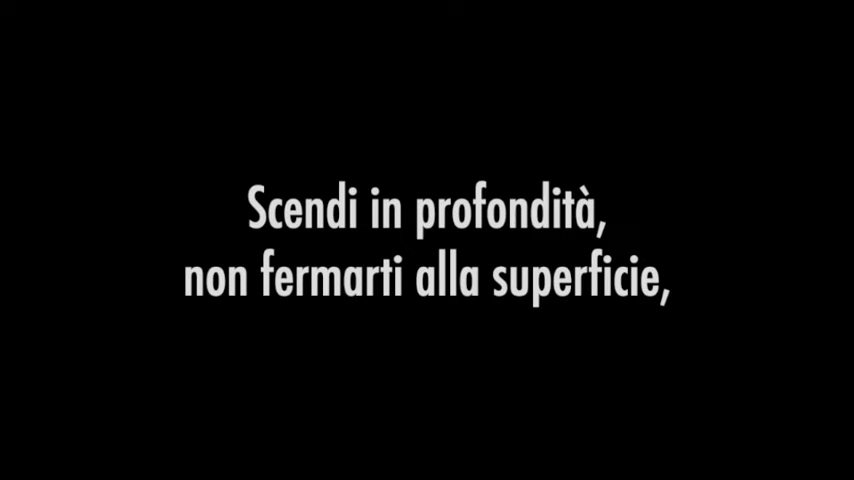 Scendi in profondità,
non fermarti alla superficie,